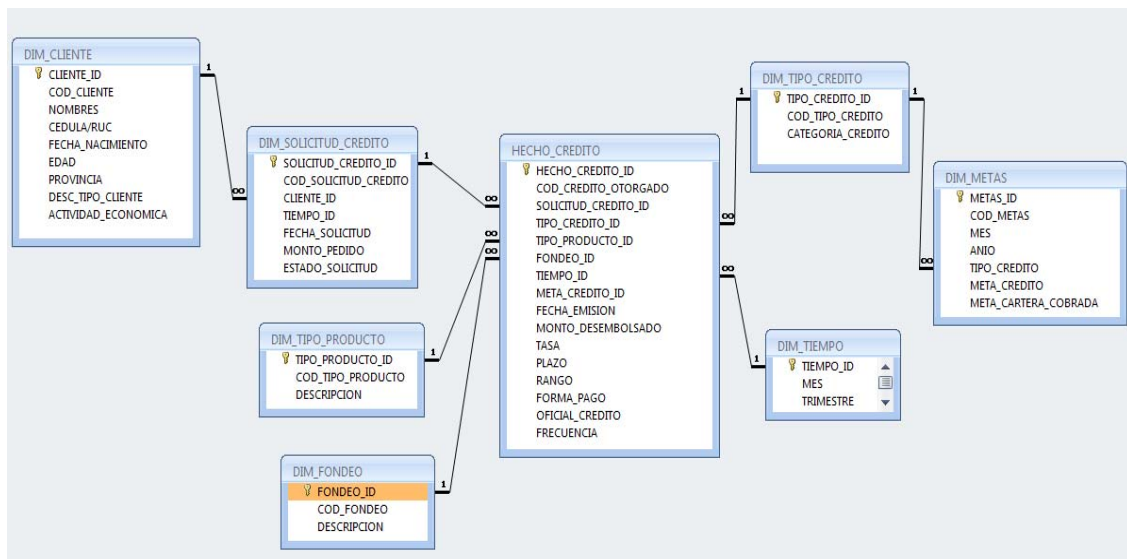 DIM_CLIENTE
CLIENTE_ID
COD_CLIENTE
NOMBRES
CEDULA/RUC
FECHA_NACIMIENTO
EDAD
PROVINCIA
DESC_TIPO_CLIENTE
ACTIVIDAD_ECONOMICA
1
∞
DIM_SOLICITUD_CREDITO
SOLICITUD_CREDITO_ID
COD_SOLICITUD_CREDITO
CLIENTE_ID
TIEMPO_ID
FECHA_SOLICITUD
MONTO_PEDIDO
ESTADO_SOLICITUD
1
∞
DIM_TIPO_PRODUCTO
TIPO_PRODUCTO_ID
COD_TIPO_PRODUCTO
DESCRIPCION
1
∞
DIM_FONDEO
FONDEO_ID
COD_FONDEO
DESCRIPCION
1
∞
HECHO_CREDITO
HECHO_CREDITO_ID
COD_CREDITO_OTORGADO
SOLICITUD_CREDITO_ID
TIPO_CREDITO_ID
TIPO_PRODUCTO_ID
FONDEO_ID
TIEMPO_ID
META_CREDITO_ID
FECHA_EMISION
MONTO_DESEMBOLSADO
TASA
PLAZO
RANGO
FORMA_PAGO
OFICIAL_CREDITO
FRECUENCIA
∞
∞
DIM_TIPO_CREDITO
TIPO_CREDITO_ID
COD_TIPO_CREDITO
CATEGORIA_CREDITO
1
1
∞
DIM_METAS
METAS_ID
COD_METAS
MES
ANIO
TIPO_CREDITO
META_CREDITO
META_CARTERA_COBRADA
DIM_TIEMPO
TIEMPO_ID
MES
TRIMESTRE
1